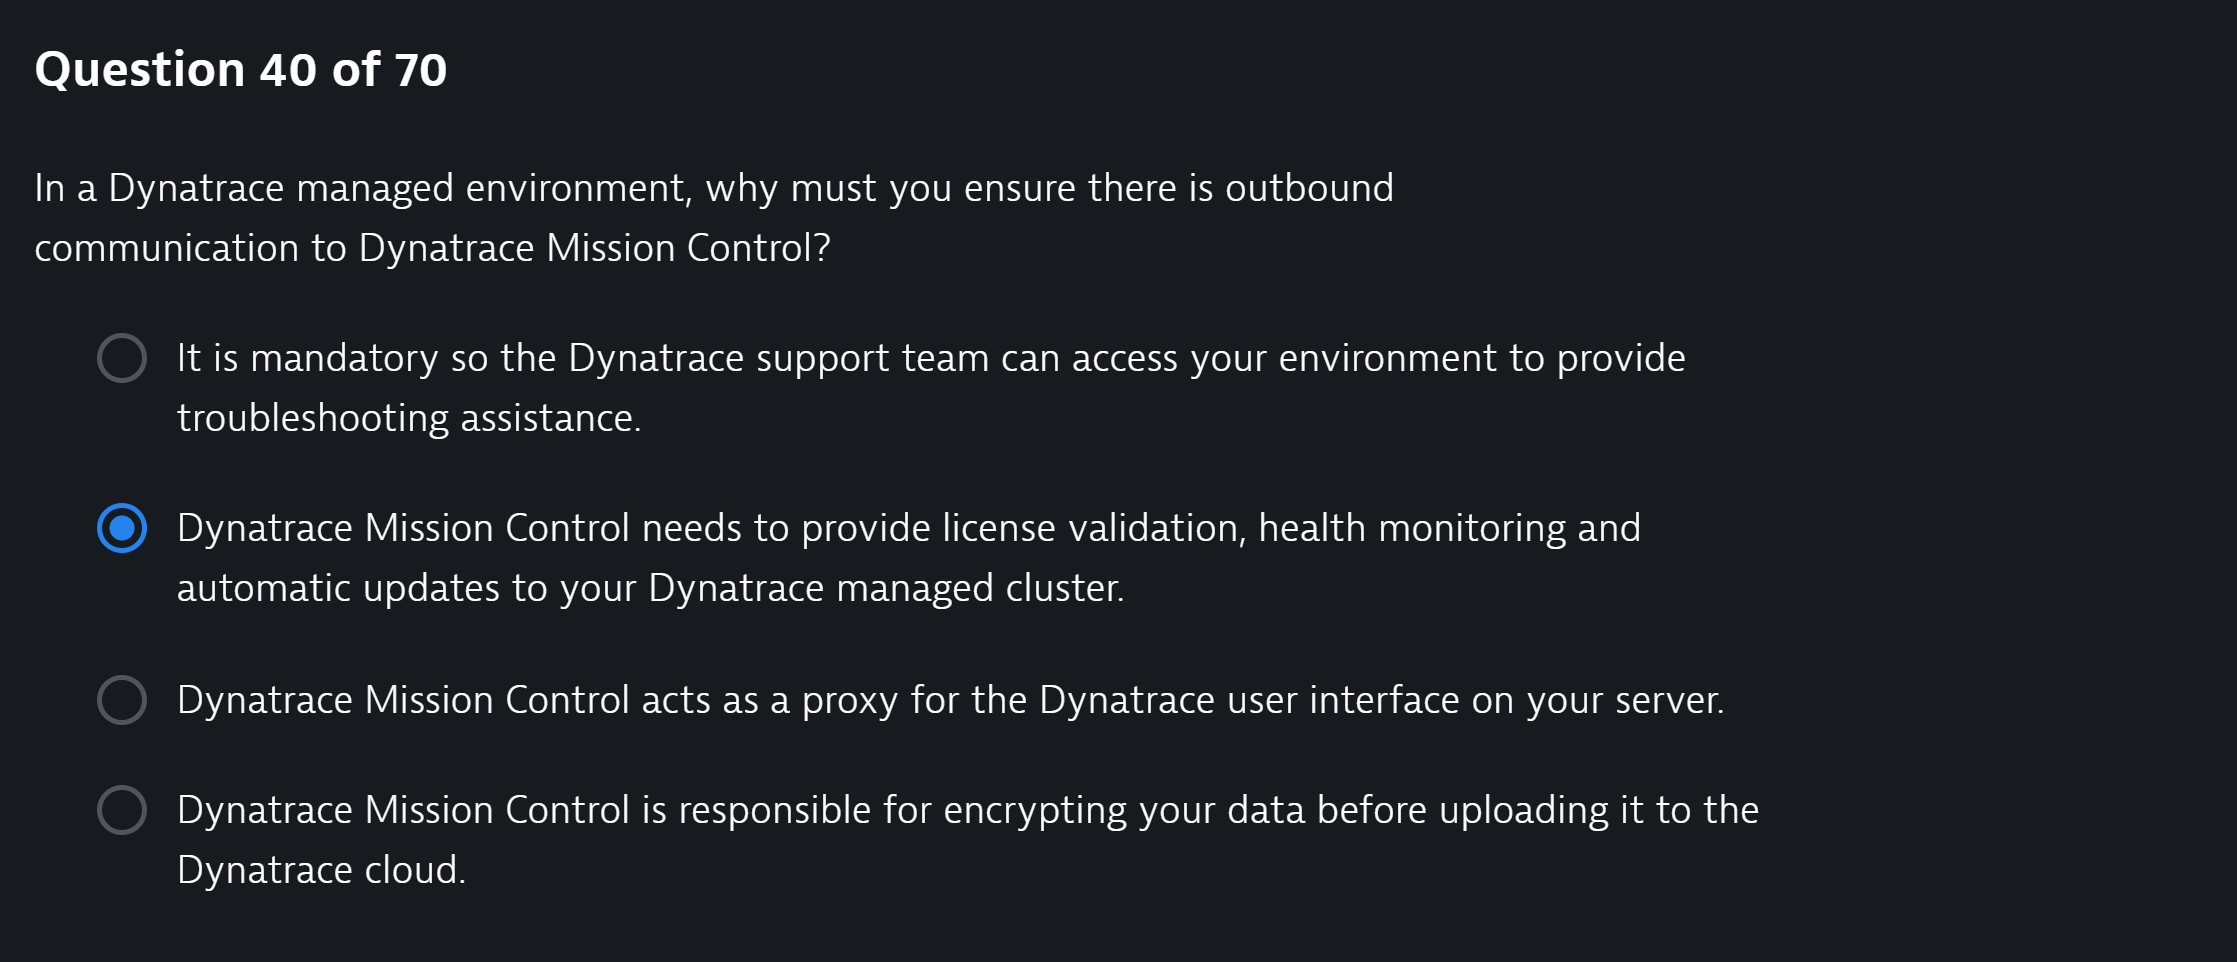 Question 40 of 70
In a Dynatrace managed environment, why must you ensure there is outbound
communication to Dynatrace Mission Control?
It is mandatory so the Dynatrace support team can access your environment to provide
troubleshooting assistance.
Dynatrace Mission Control needs to provide license validation, health monitoring and
automatic updates to your Dynatrace managed cluster.
Dynatrace Mission Control acts as a proxy for the Dynatrace user interface on your server.
Dynatrace Mission Control is responsible for encrypting your data before uploading it to the
Dynatrace cloud.